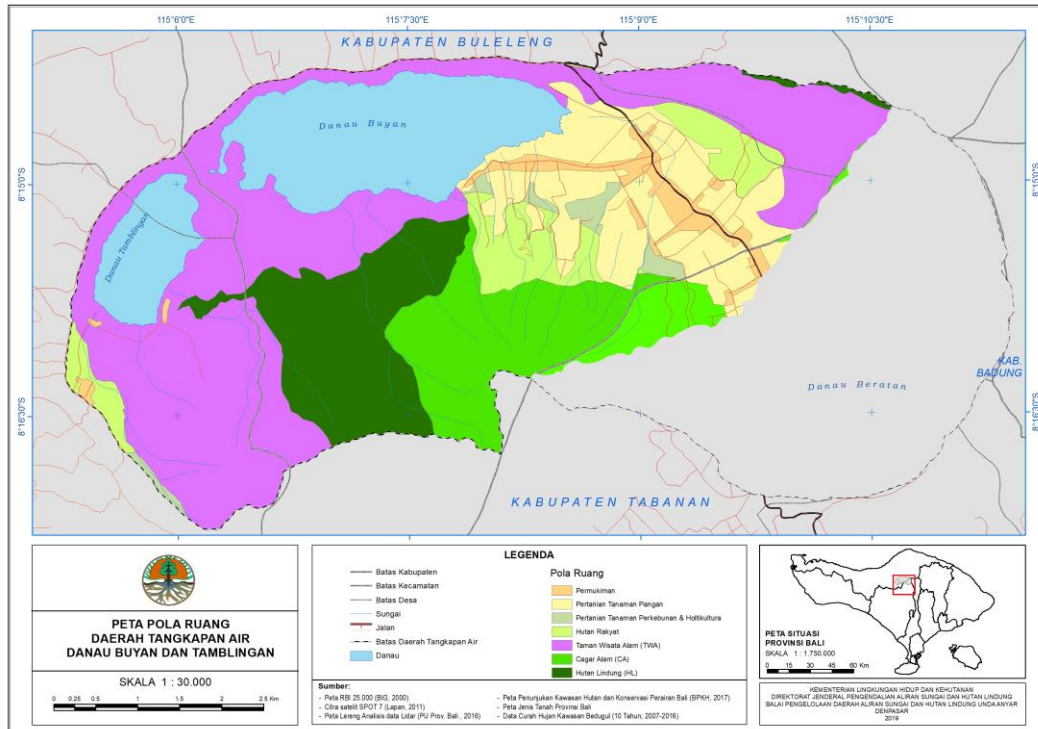 115°6'0"E
115°7'30"E
115°9'0"E
115°10'30"E
KABUPATEN BULELENG
Danau Buyan
8°15'0"S
8°15'0"S
Danau Tamblingan
KAB.
BADUNG
Danau Beratan
8°16'30"S
8°16'30"S
KABUPATEN TABANAN
PETA POLA RUANG
DAERAH TANGKAPAN AIR
DANAU BUYAN DAN TAMBLINGAN
SKALA 1 : 30.000
0 0.25 0.5 1 1.5 2 2.5 Km
LEGENDA
Batas Kabupaten
Batas Kecamatan
Batas Desa
Sungai
Jalan
Batas Daerah Tangkapan Air
Danau
Pola Ruang
Permukiman
Pertanian Tanaman Pangan
Pertanian Tanaman Perkebunan & Holtikultura
Hutan Rakyat
Taman Wisata Alam (TWA)
Cagar Alam (CA)
Hutan Lindung (HL)
Sumber:
- Peta RBI 25.000 (BIG, 2000)
- Citra satelit SPOT 7 (Lapan, 2011)
- Peta Lereng Analisis data Lidar (PU Prov. Bali , 2016)
- Peta Penunjukan Kawasan Hutan dan Konservasi Perairan Bali (BPKH, 2017)
- Peta Jenis Tanah Provinsi Bali
- Data Curah Hujan Kawasan Bedugul (10 Tahun; 2007-2016)
PETA SITUASI
PROVINSI BALI
SKALA 1 : 1.750.000
0 15 30 60 Km
KEMENTERIAN LINGKUNGAN HIDUP DAN KEHUTANAN
DIREKTORAT JENDERAL PENGENDALIAN ALIRAN SUNGAI DAN HUTAN LINDUNG
BALAI PENGELOLAAN DAERAH ALIRAN SUNGAI DAN HUTAN LINDUNG UNDA ANYAR
DENPASAR
2019